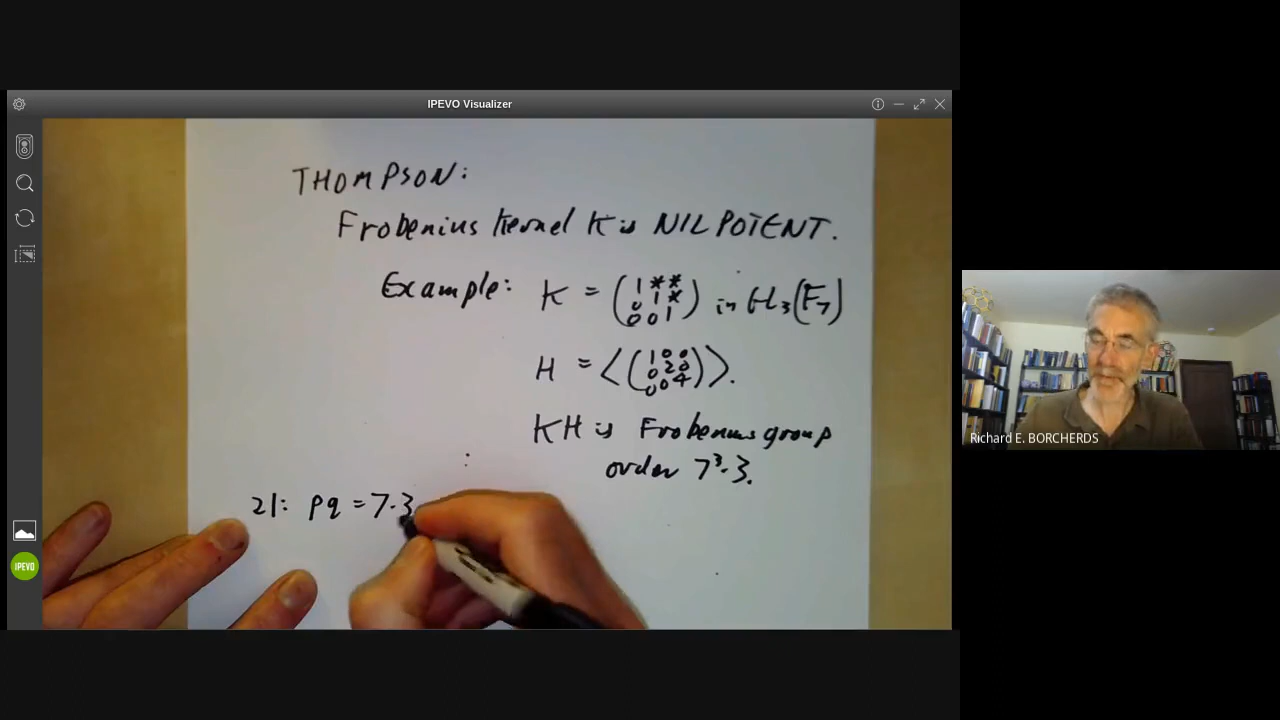 IPEVO Visualizer
THOMPSON:
Frobenius Kernel K is NILPOTENT.
Example: K = (1 * * / 0 1 * / 0 0 1) in GL₃(F₇)
H = ⟨(1 0 0 / 0 2 0 / 0 0 4)⟩.
KH is Frobenius group
order 7³·3.
21: pq = 7·3
IPEVO
Richard E. BORCHERDS